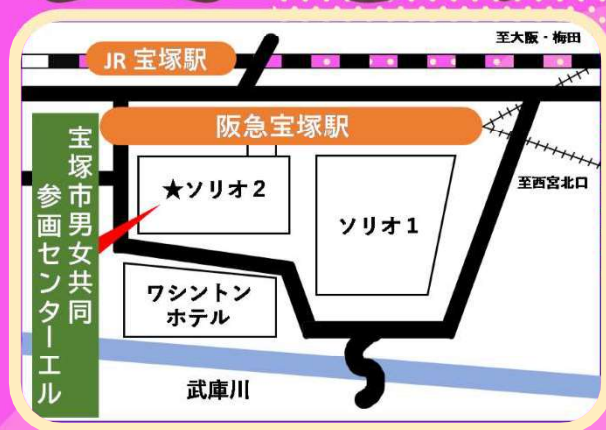 至大阪・梅田
JR 宝塚駅
阪急宝塚駅
至西宮北口
宝塚市男女共同
参画センターエル
★ソリオ2
ソリオ1
ワシントン
ホテル
武庫川